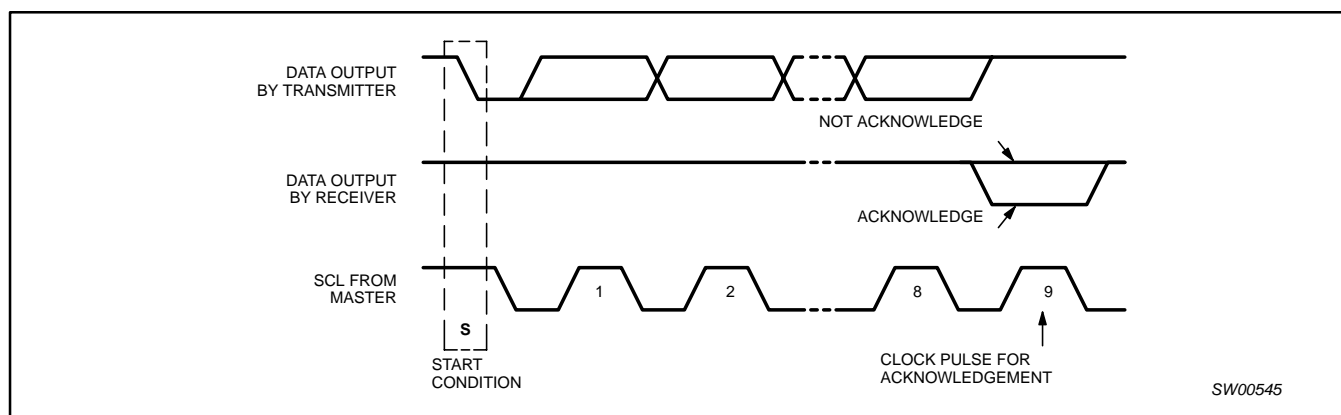 DATA OUTPUT
BY TRANSMITTER
NOT ACKNOWLEDGE
DATA OUTPUT
BY RECEIVER
ACKNOWLEDGE
SCL FROM
MASTER
1
2
8
9
S
START
CONDITION
CLOCK PULSE FOR
ACKNOWLEDGEMENT
SW00545